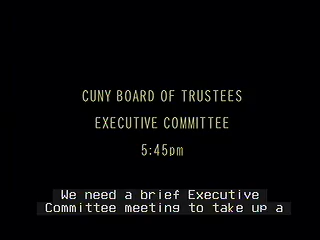 CUNY BOARD OF TRUSTEES
EXECUTIVE COMMITTEE
5:45pm
We need a brief Executive
Committee meeting to take up a